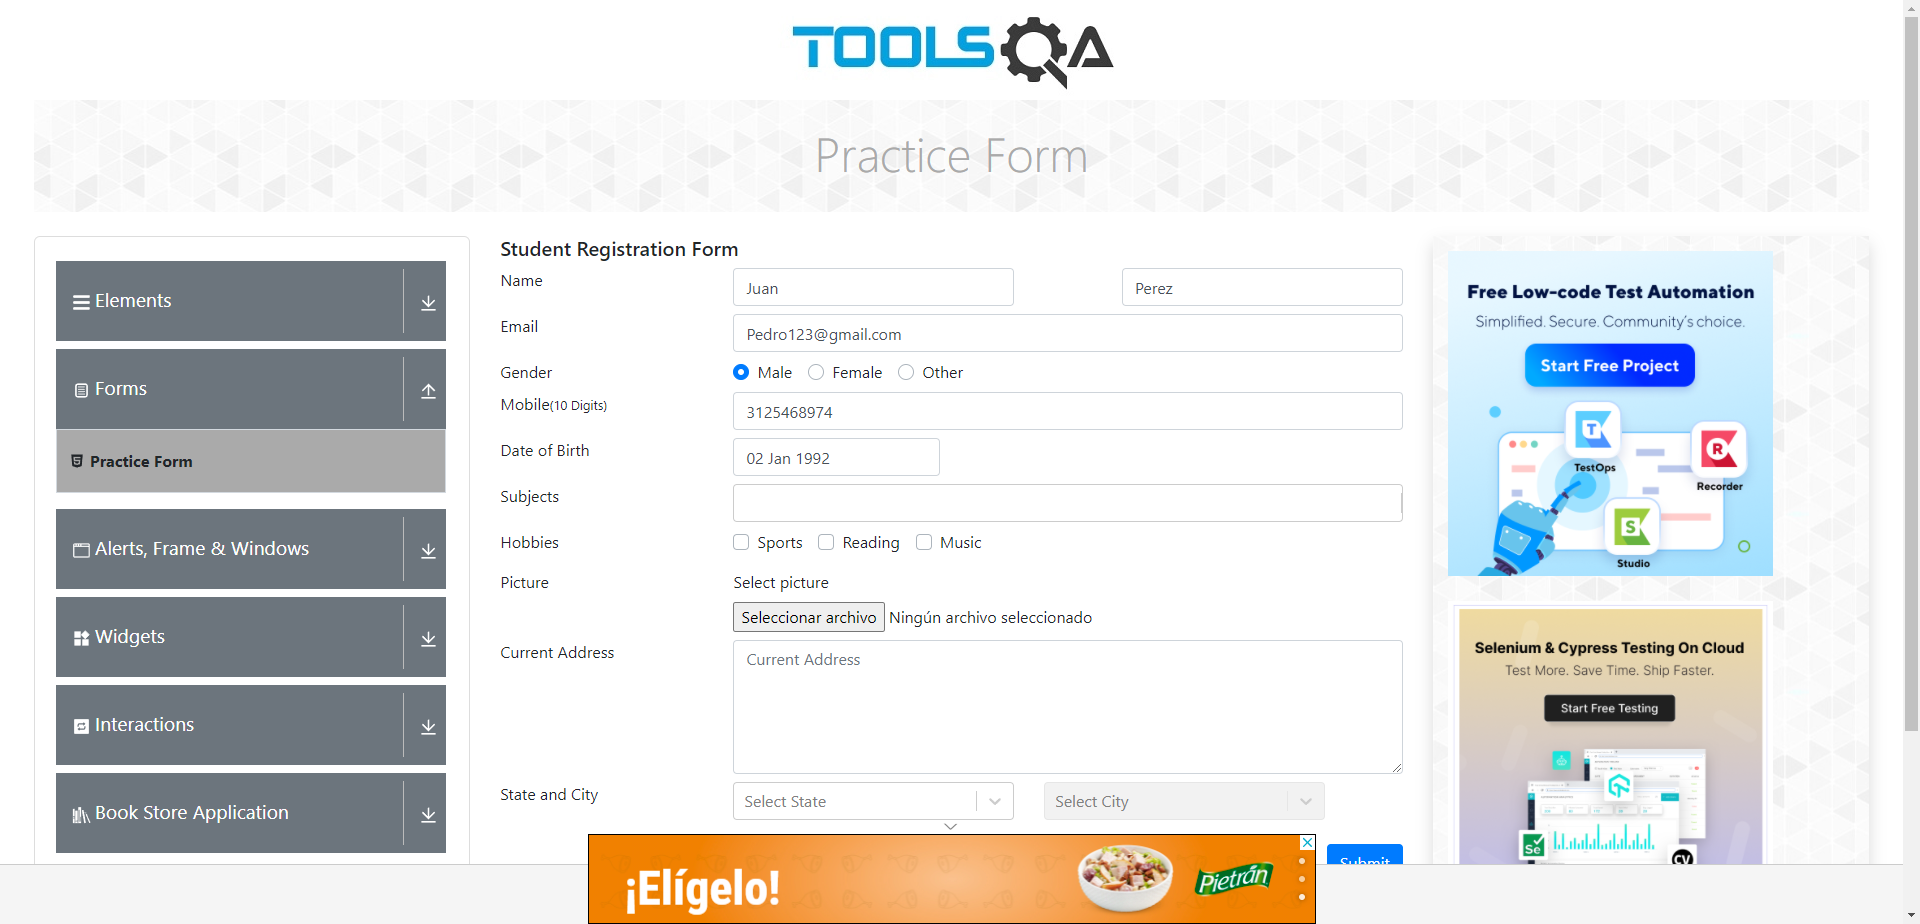 TOOLSQA
Practice Form
Elements
Forms
Practice Form
Alerts, Frame & Windows
Widgets
Interactions
Book Store Application
Student Registration Form
Name
Juan
Perez
Email
Pedro123@gmail.com
Gender
Male
Female
Other
Mobile(10 Digits)
3125468974
Date of Birth
02 Jan 1992
Subjects
Hobbies
Sports
Reading
Music
Picture
Select picture
Seleccionar archivo
Ningún archivo seleccionado
Current Address
Current Address
State and City
Select State
Select City
Submit
Free Low-code Test Automation
Simplified. Secure. Community's choice.
Start Free Project
T
TestOps
R
Recorder
S
Studio
Selenium & Cypress Testing On Cloud
Test More. Save Time. Ship Faster.
Start Free Testing
Se
CV
¡Elígelo!
Pietrán